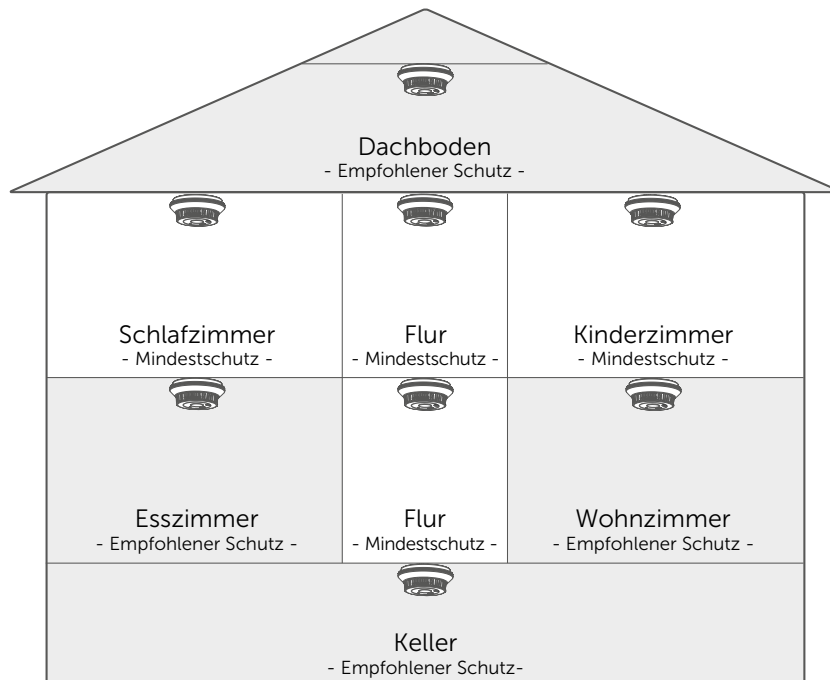 Dachboden
- Empfohlener Schutz -
Schlafzimmer
- Mindestschutz -
Flur
- Mindestschutz -
Kinderzimmer
- Mindestschutz -
Esszimmer
- Empfohlener Schutz -
Flur
- Mindestschutz -
Wohnzimmer
- Empfohlener Schutz -
Keller
- Empfohlener Schutz-